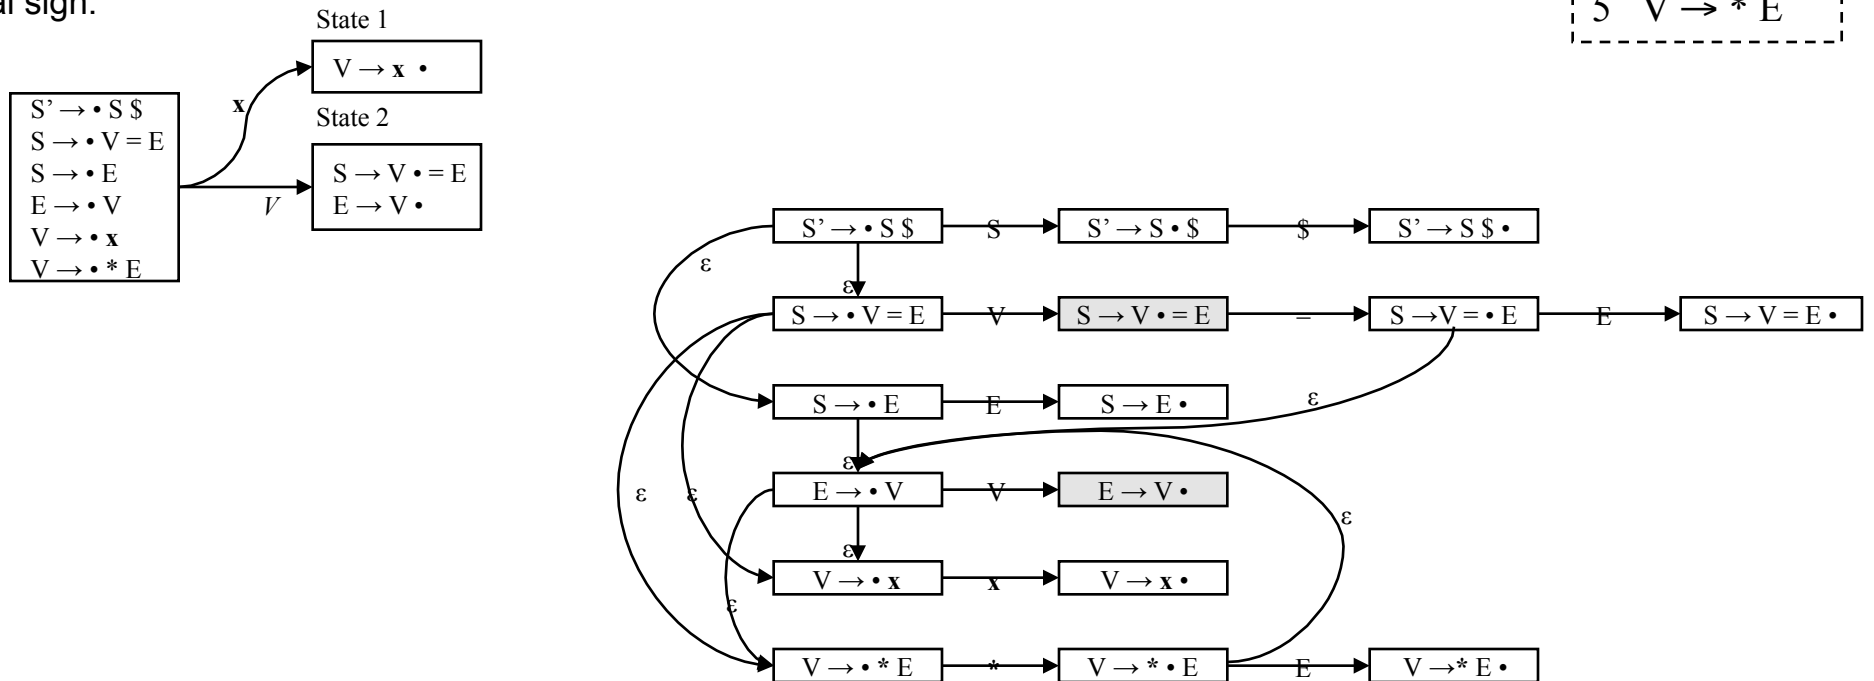 al sign.
5 V → * E
State 1
V → x •
x
S’ → • S $
S → • V = E
S → • E
E → • V
V → • x
V → • * E
State 2
S → V • = E
E → V •
V
S’ → • S $ S S’ → S • $ $ S’ → S $ •
ε
ε
S → • V = E V S → V • = E = S →V = • E E S → V = E •
S → • E E S → E •
ε
ε
E → • V V E → V •
ε ε
ε
ε
V → • x x V → x •
ε
V → • * E * V → * • E E V →* E •